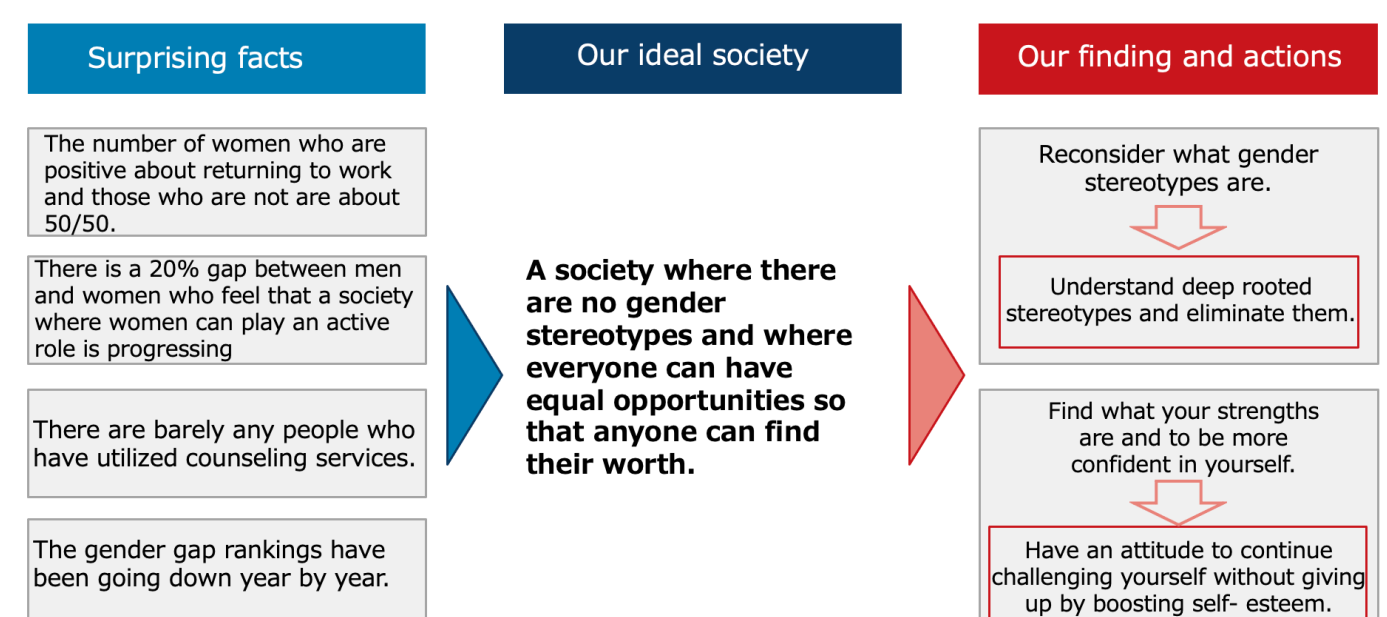 Surprising facts
The number of women who are
positive about returning to work
and those who are not are about
50/50.
There is a 20% gap between men
and women who feel that a society
where women can play an active
role is progressing
There are barely any people who
have utilized counseling services.
The gender gap rankings have
been going down year by year.
Our ideal society
A society where there
are no gender
stereotypes and where
everyone can have
equal opportunities so
that anyone can find
their worth.
Our finding and actions
Reconsider what gender
stereotypes are.
Understand deep rooted
stereotypes and eliminate them.
Find what your strengths
are and to be more
confident in yourself.
Have an attitude to continue
challenging yourself without giving
up by boosting self- esteem.